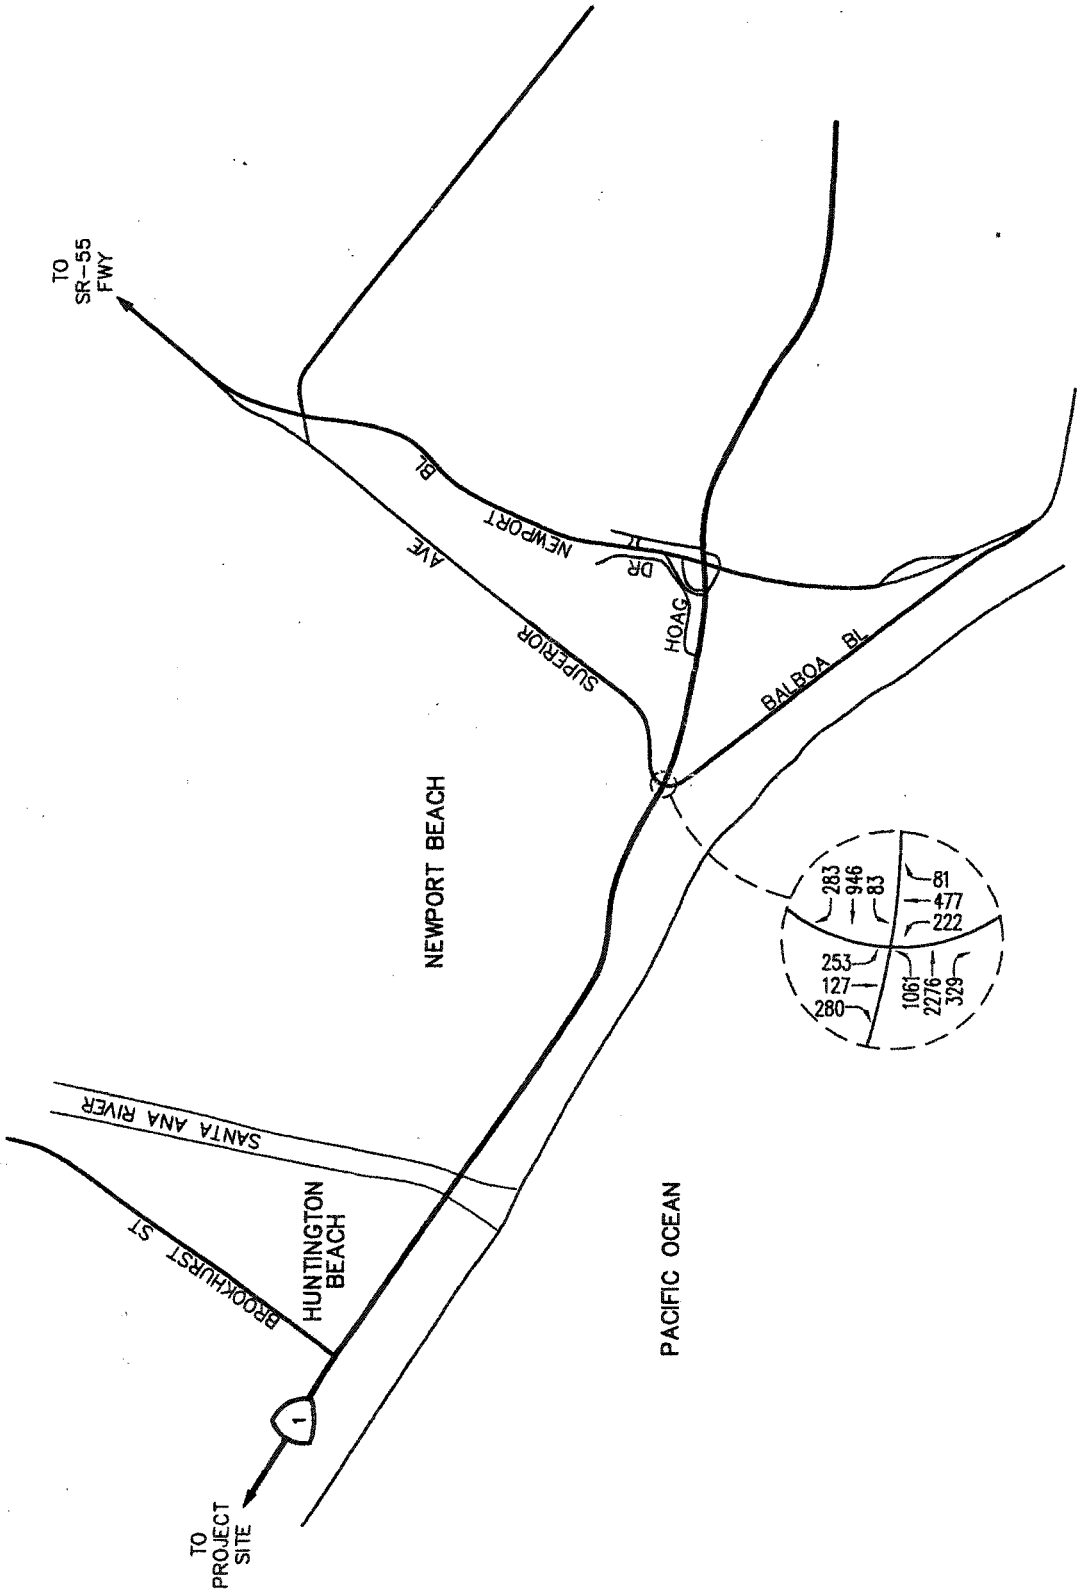 TO
SR-55
FWY
BL
NEWPORT
AVE
SUPERIOR
DR
HOAG
BALBOA BL
NEWPORT BEACH
283
946
83
81
477
222
253
127
280
1061
2276
329
SANTA ANA RIVER
BROOKHURST ST
HUNTINGTON
BEACH
PACIFIC OCEAN
1
TO
PROJECT
SITE